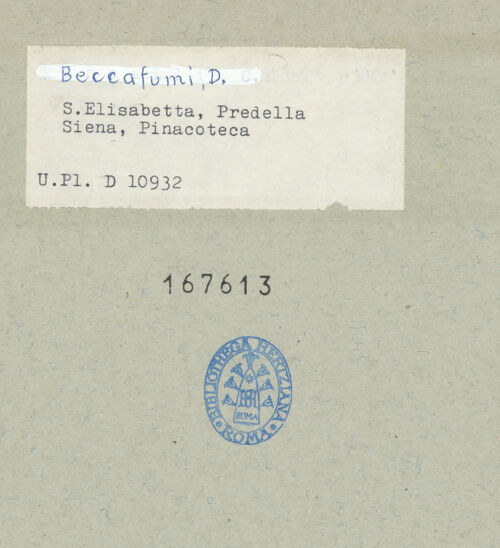 Beccafumi, D.
S.Elisabetta, Predella
Siena, Pinacoteca
U.Pl. D 10932
167613
BIBLIOTHECA HERTZIANA
ROMA
ROMA